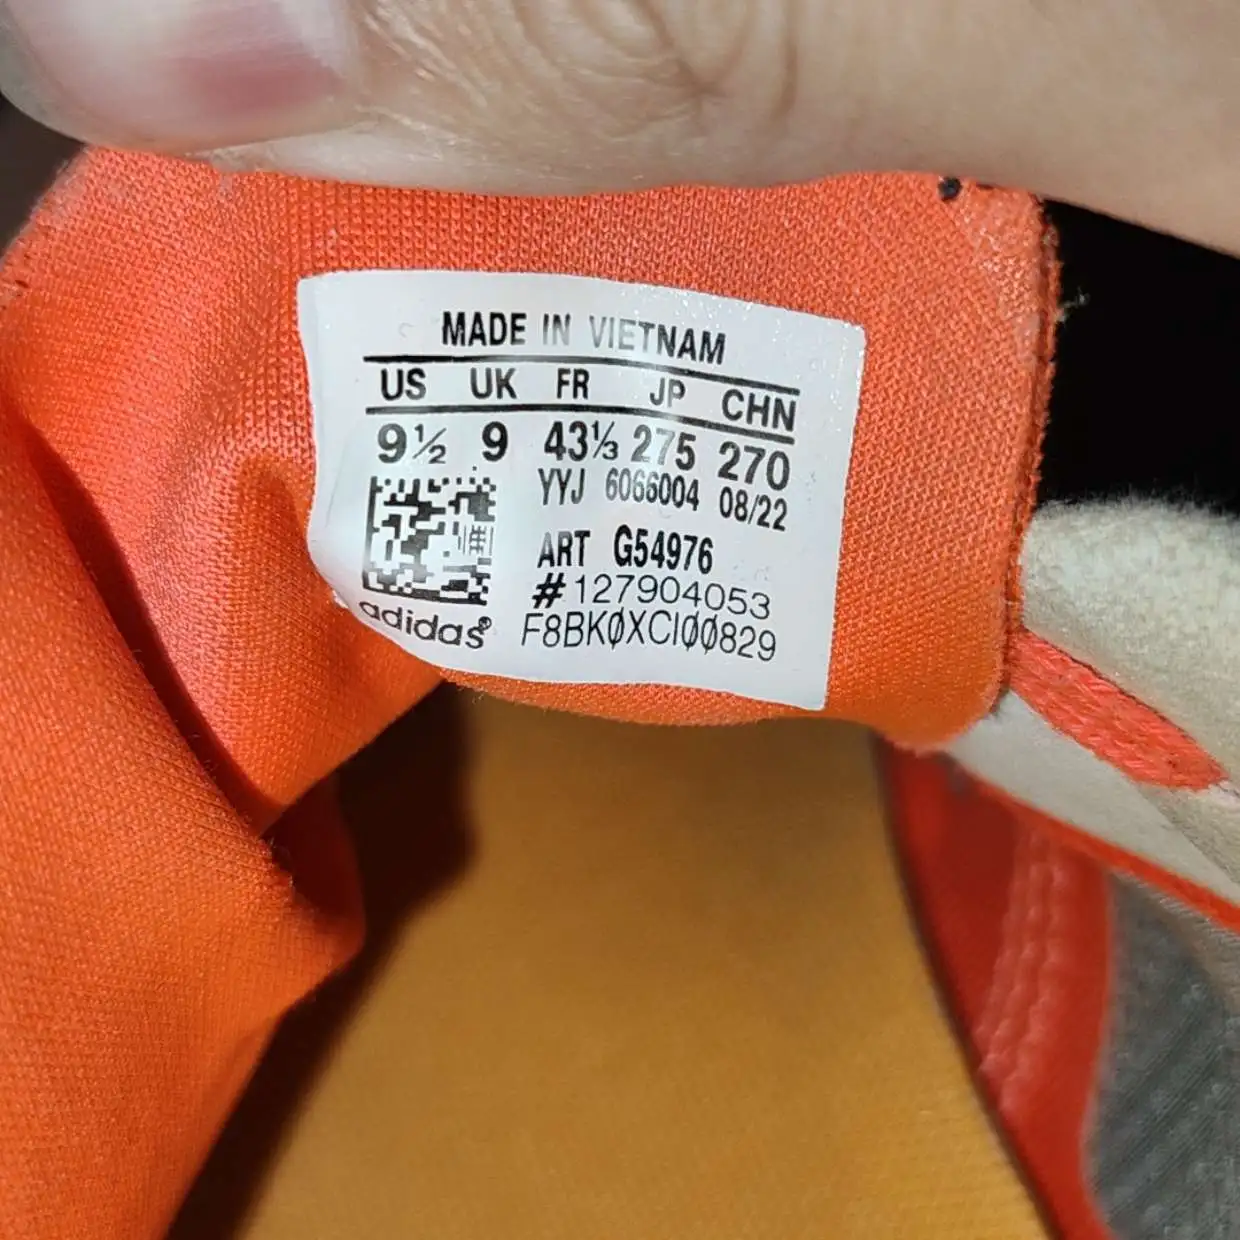 MADE IN VIETNAM
US UK FR JP CHN
9½ 9 43⅓ 275 270
YYJ 6066004 08/22
ART G54976
#127904053
adidas® F8BK0XCI00829